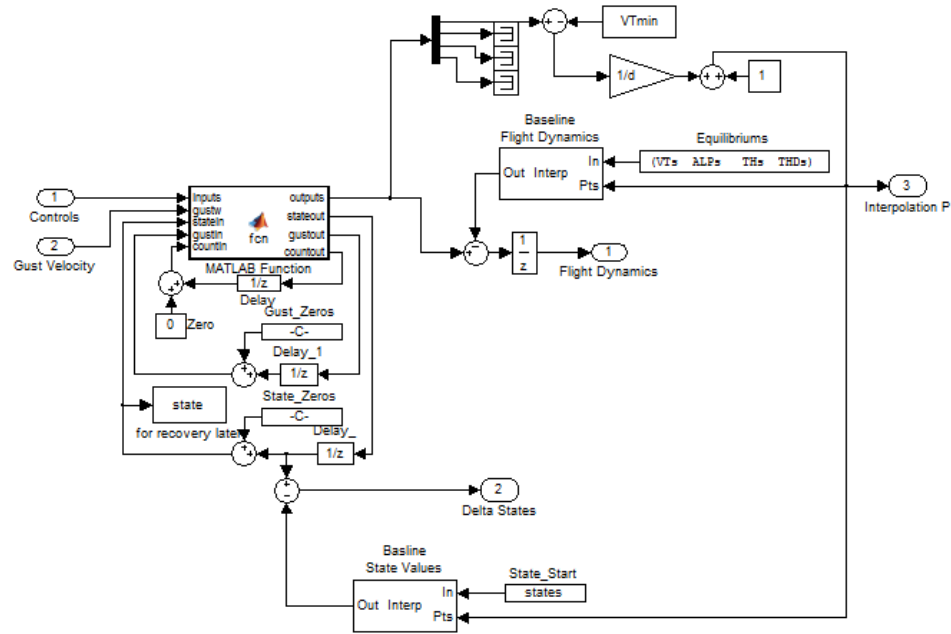 VTmin
1/d
1
Baseline
Flight Dynamics
Equilibriums
In
Out Interp
Pts
(VTs ALPs THs THDs)
3
Interpolation P
1
Controls
2
Gust Velocity
inputs
gustw
statein
gustin
countin
outputs
stateout
gustout
countout
fcn
MATLAB Function
1/z
Delay
0
Zero
Gust_Zeros
-C-
Delay_1
1/z
State_Zeros
-C-
Delay_
1/z
state
for recovery later
1
z
1
Flight Dynamics
2
Delta States
Basline
State Values
In
Out Interp
Pts
State_Start
states